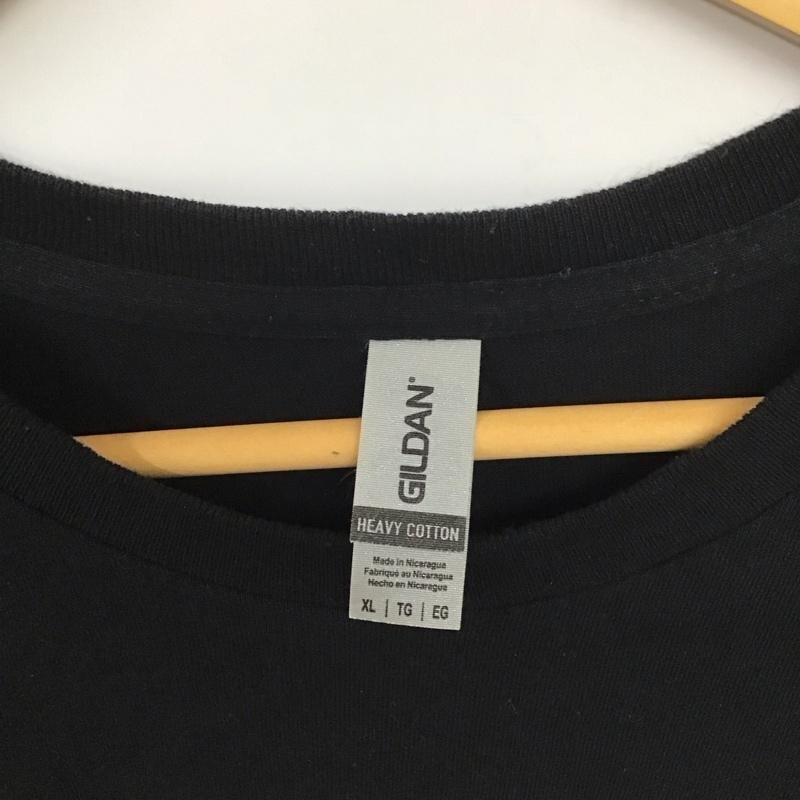 GILDAN®
HEAVY COTTON
Made in Nicaragua
Fabriqué au Nicaragua
Hecho en Nicaragua
XL | TG | EG